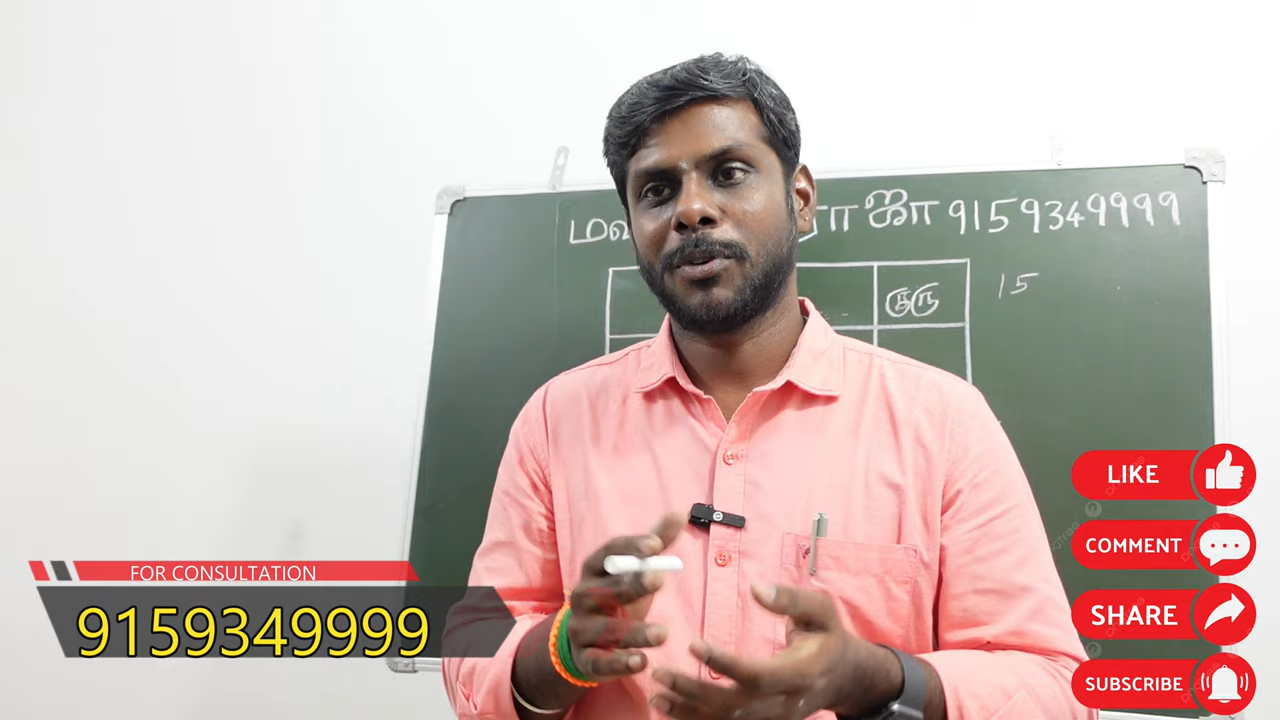 ராஜா 9159349999
குரு
15
FOR CONSULTATION
9159349999
LIKE
COMMENT
SHARE
SUBSCRIBE